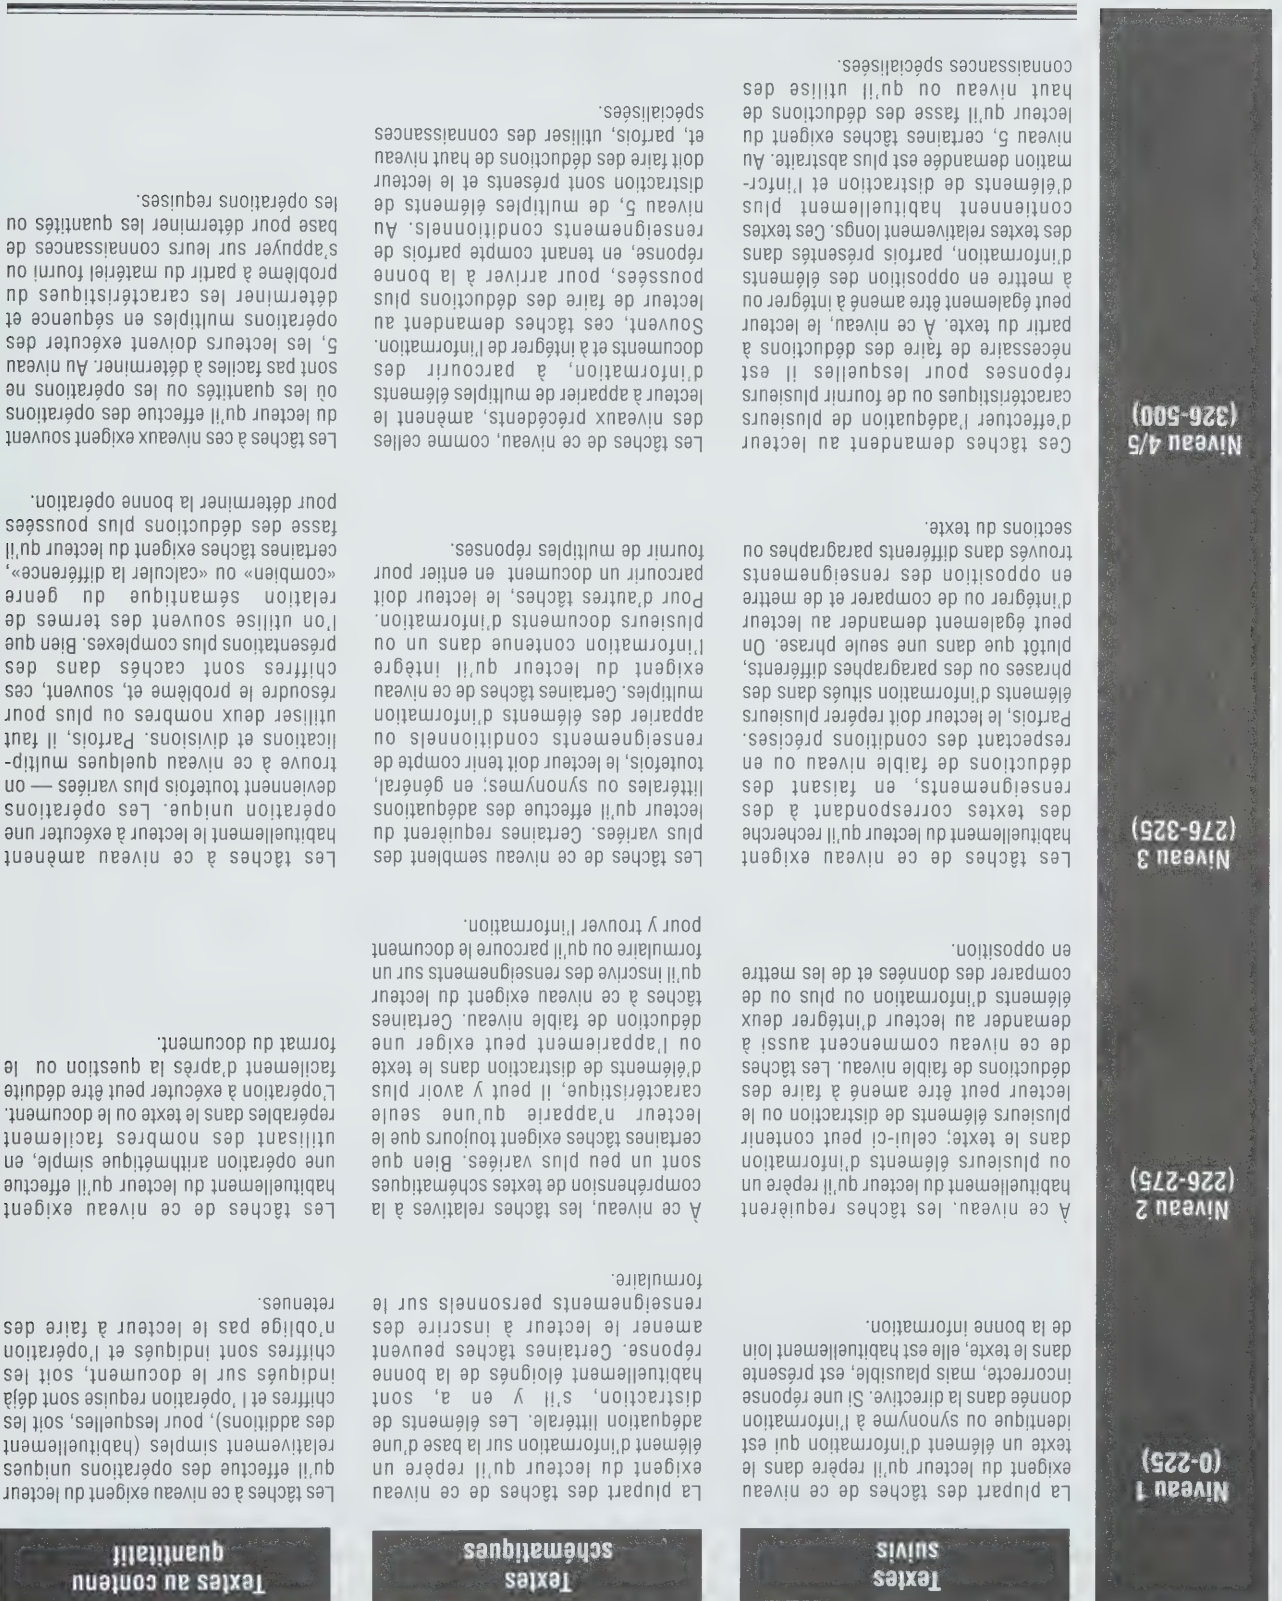 Textes
suivis
Textes
schématiques
Textes au contenu
quantitatif
Niveau 1
(0-225)
La plupart des tâches de ce niveau
exigent du lecteur qu'il repère dans le
texte un élément d'information qui est
identique ou synonyme à l'information
donnée dans la directive. Si une réponse
incorrecte, mais plausible, est présente
dans le texte, elle est habituellement loin
de la bonne information.
La plupart des tâches de ce niveau
exigent du lecteur qu'il repère un
élément d'information sur la base d'une
adéquation littérale. Les éléments de
distraction, s'il y en a, sont
habituellement éloignés de la bonne
réponse. Certaines tâches peuvent
amener le lecteur à inscrire des
renseignements personnels sur le
formulaire.
Les tâches à ce niveau exigent du lecteur
qu'il effectue des opérations uniques
relativement simples (habituellement
des additions), pour lesquelles, soit les
chiffres et l'opération requise sont déjà
indiqués sur le document, soit les
chiffres sont indiqués et l'opération
n'oblige pas le lecteur à faire des
retenues.
Niveau 2
(226-275)
À ce niveau, les tâches requièrent
habituellement du lecteur qu'il repère un
ou plusieurs éléments d'information
dans le texte; celui-ci peut contenir
plusieurs éléments de distraction ou le
lecteur peut être amené à faire des
déductions de faible niveau. Les tâches
de ce niveau commencent aussi à
demander au lecteur d'intégrer deux
éléments d'information ou plus ou de
comparer des données et de les mettre
en opposition.
À ce niveau, les tâches relatives à la
compréhension de textes schématiques
sont un peu plus variées. Bien que
certaines tâches exigent toujours que le
lecteur n'apparie qu'une seule
caractéristique, il peut y avoir plus
d'éléments de distraction dans le texte
ou l'appariement peut exiger une
déduction de faible niveau. Certaines
tâches à ce niveau exigent du lecteur
qu'il inscrive des renseignements sur un
formulaire ou qu'il parcoure le document
pour y trouver l'information.
Les tâches de ce niveau exigent
habituellement du lecteur qu'il effectue
une opération arithmétique simple, en
utilisant des nombres facilement
repérables dans le texte ou le document.
L'opération à exécuter peut être déduite
facilement d'après la question ou le
format du document.
Niveau 3
(276-325)
Les tâches de ce niveau exigent
habituellement du lecteur qu'il recherche
des textes correspondant à des
renseignements, en faisant des
déductions de faible niveau ou en
respectant des conditions précises.
Parfois, le lecteur doit repérer plusieurs
éléments d'information situés dans des
phrases ou des paragraphes différents,
plutôt que dans une seule phrase. On
peut également demander au lecteur
d'intégrer ou de comparer et de mettre
en opposition des renseignements
trouvés dans différents paragraphes ou
sections du texte.
Les tâches de ce niveau semblent des
plus variées. Certaines requièrent du
lecteur qu'il effectue des adéquations
littérales ou synonymes; en général,
toutefois, le lecteur doit tenir compte de
renseignements conditionnels ou
apparier des éléments d'information
multiples. Certaines tâches de ce niveau
exigent du lecteur qu'il intègre
l'information contenue dans un ou
plusieurs documents d'information.
Pour d'autres tâches, le lecteur doit
parcourir un document en entier pour
fournir de multiples réponses.
Les tâches à ce niveau amènent
habituellement le lecteur à exécuter une
opération unique. Les opérations
deviennent toutefois plus variées — on
trouve à ce niveau quelques multip-
lications et divisions. Parfois, il faut
utiliser deux nombres ou plus pour
résoudre le problème et, souvent, ces
chiffres sont cachés dans des
présentations plus complexes. Bien que
l'on utilise souvent des termes de
relation sémantique du genre
«combien» ou «calculer la différence»,
certaines tâches exigent du lecteur qu'il
fasse des déductions plus poussées
pour déterminer la bonne opération.
Niveau 4/5
(326-500)
Ces tâches demandent au lecteur
d'effectuer l'adéquation de plusieurs
caractéristiques ou de fournir plusieurs
réponses pour lesquelles il est
nécessaire de faire des déductions à
partir du texte. À ce niveau, le lecteur
peut également être amené à intégrer ou
à mettre en opposition des éléments
d'information, parfois présentés dans
des textes relativement longs. Ces textes
contiennent habituellement plus
d'éléments de distraction et l'infor-
mation demandée est plus abstraite. Au
niveau 5, certaines tâches exigent du
lecteur qu'il fasse des déductions de
haut niveau ou qu'il utilise des
connaissances spécialisées.
Les tâches de ce niveau, comme celles
des niveaux précédents, amènent le
lecteur à apparier de multiples éléments
d'information, à parcourir des
documents et à intégrer de l'information.
Souvent, ces tâches demandent au
lecteur de faire des déductions plus
poussées, pour arriver à la bonne
réponse, en tenant compte parfois de
renseignements conditionnels. Au
niveau 5, de multiples éléments de
distraction sont présents et le lecteur
doit faire des déductions de haut niveau
et, parfois, utiliser des connaissances
spécialisées.
Les tâches à ces niveaux exigent souvent
du lecteur qu'il effectue des opérations
où les quantités ou les opérations ne
sont pas faciles à déterminer. Au niveau
5, les lecteurs doivent exécuter des
opérations multiples en séquence et
déterminer les caractéristiques du
problème à partir du matériel fourni ou
s'appuyer sur leurs connaissances de
base pour déterminer les quantités ou
les opérations requises.